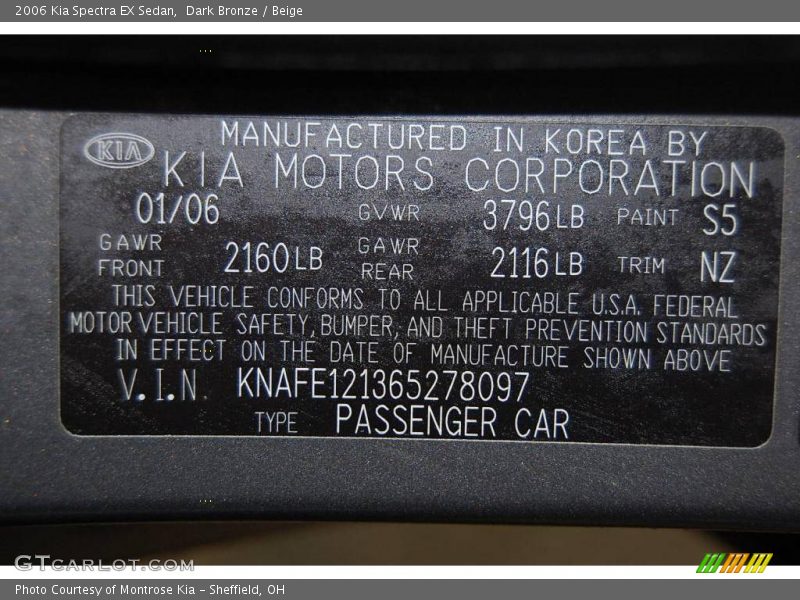 2006 Kia Spectra EX Sedan,  Dark Bronze / Beige
KIA MANUFACTURED IN KOREA BY
KIA MOTORS CORPORATION
01/06 GVWR 3796 LB PAINT S5
GAWR FRONT 2160 LB GAWR REAR 2116 LB TRIM NZ
THIS VEHICLE CONFORMS TO ALL APPLICABLE U.S.A. FEDERAL
MOTOR VEHICLE SAFETY, BUMPER, AND THEFT PREVENTION STANDARDS
IN EFFECT ON THE DATE OF MANUFACTURE SHOWN ABOVE
V.I.N. KNAFE121365278097
TYPE PASSENGER CAR
GTCARLOT.COM
Photo Courtesy of Montrose Kia - Sheffield, OH